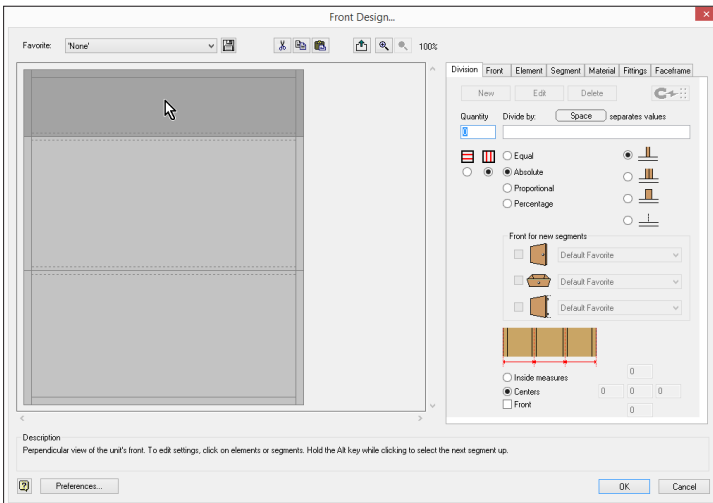 Front Design...
Favorite: 'None' 100%
Division Front Element Segment Material Fittings Faceframe
New Edit Delete
Quantity Divide by: Space separates values
0
Equal
Absolute
Proportional
Percentage
Front for new segments
Default Favorite
Default Favorite
Default Favorite
Inside measures 0
Centers 0 0 0
Front 0
Description
Perpendicular view of the unit's front. To edit settings, click on elements or segments. Hold the Alt key while clicking to select the next segment up.
Preferences... OK Cancel